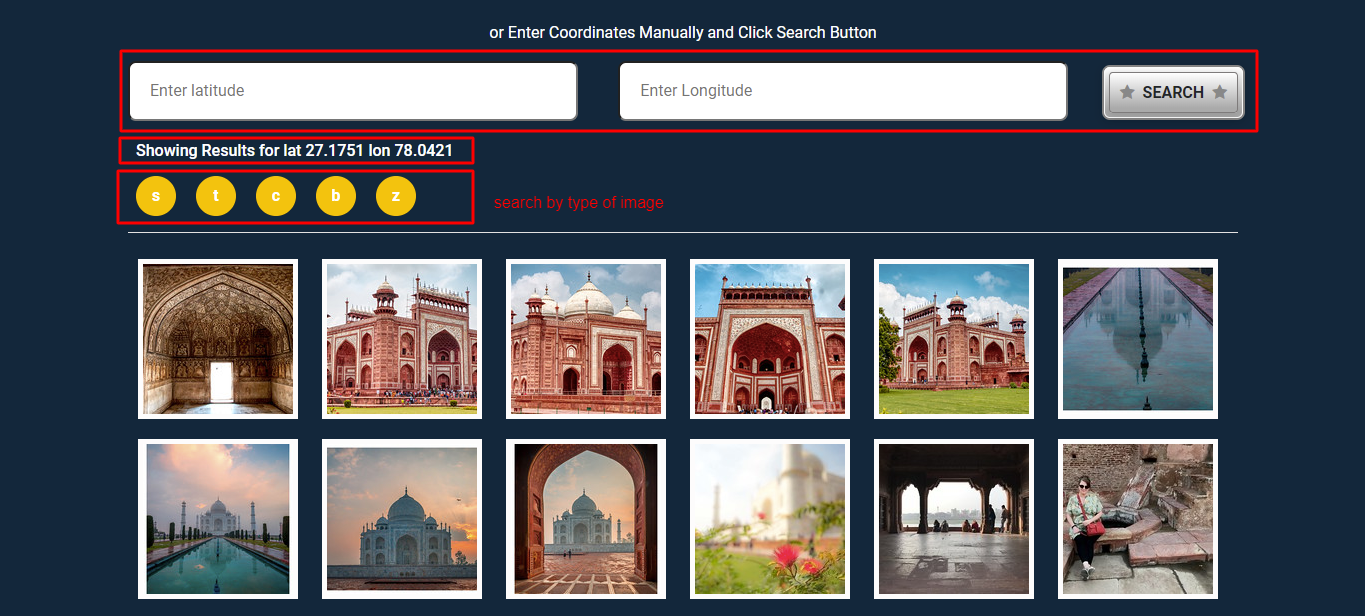 or Enter Coordinates Manually and Click Search Button
Enter latitude
Enter Longitude
SEARCH
Showing Results for lat 27.1751 lon 78.0421
s t c b z
search by type of image